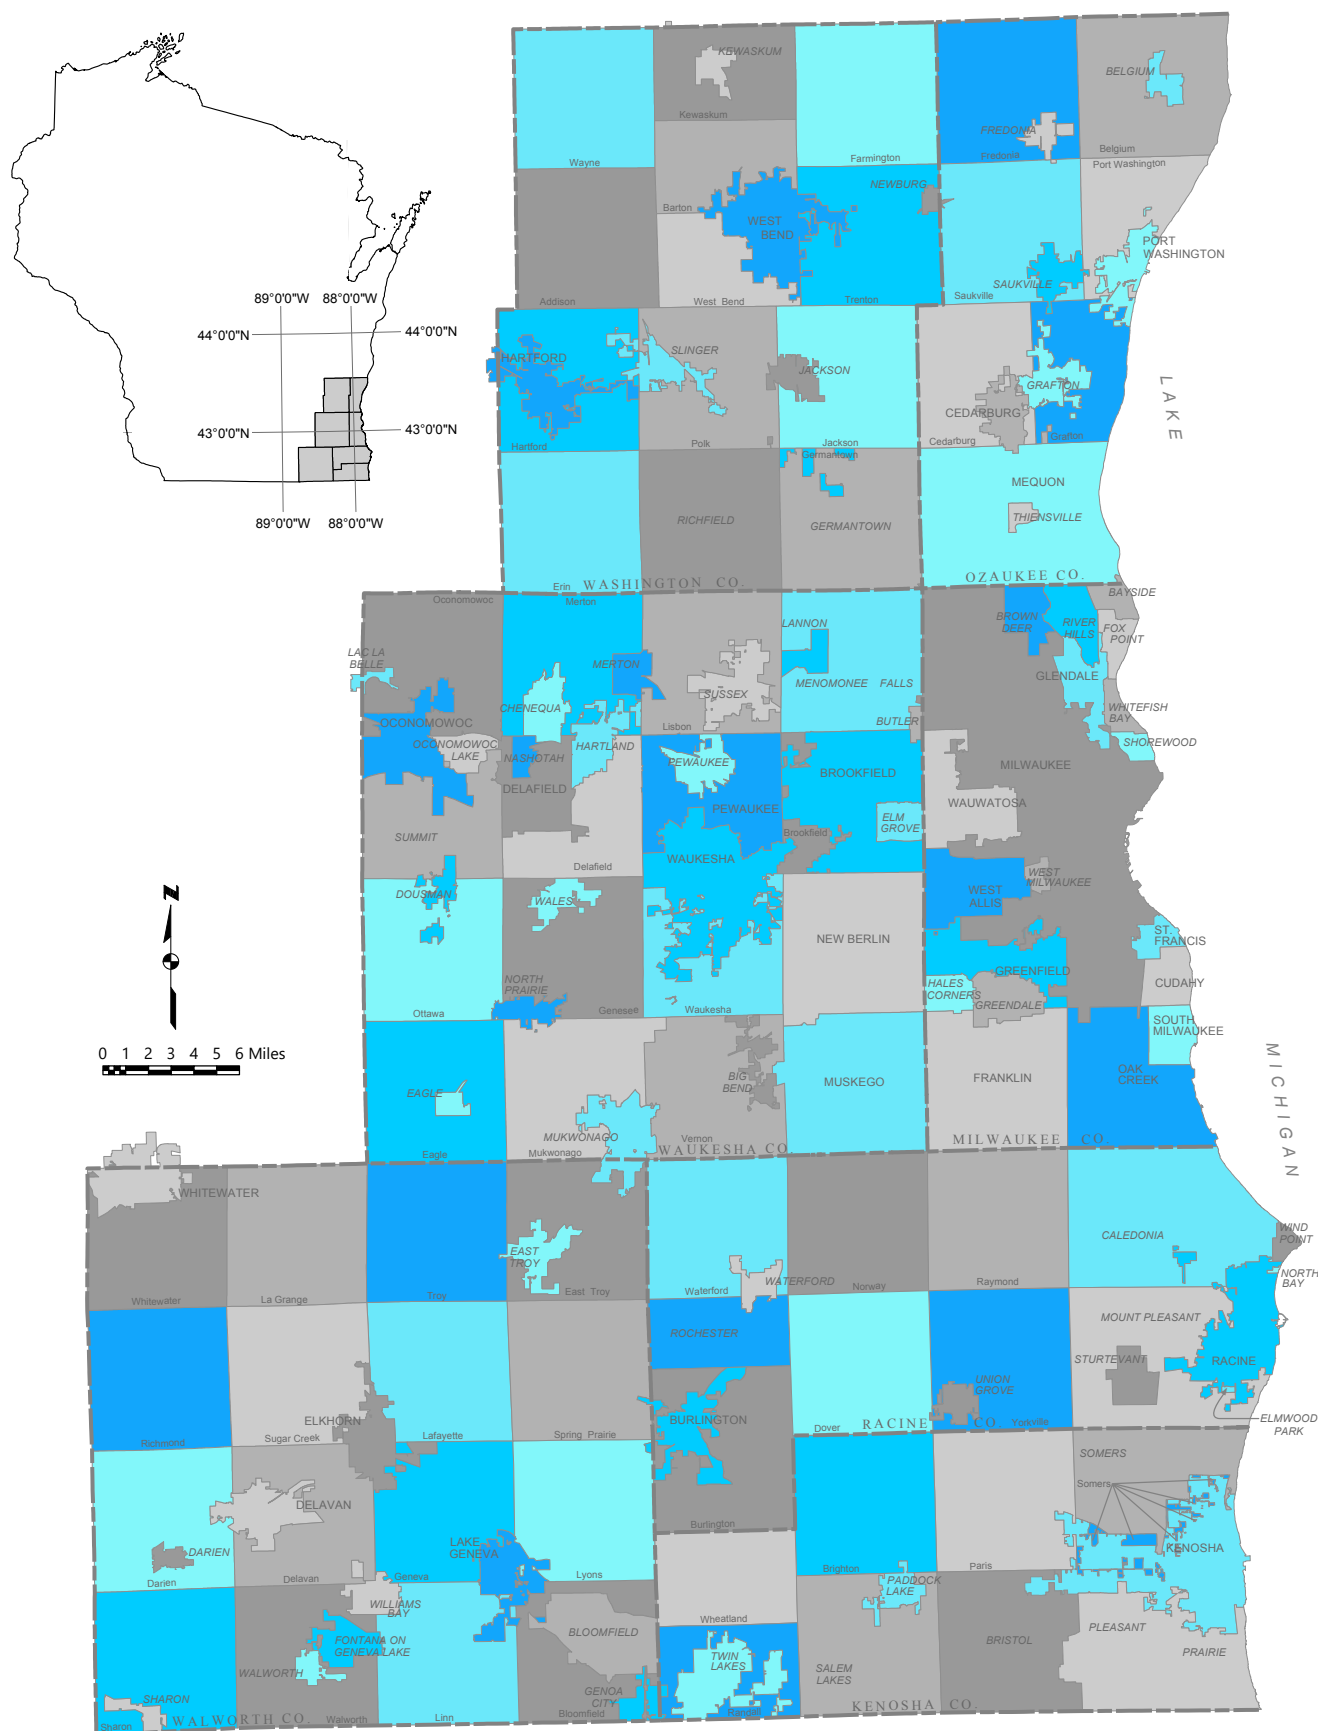 KEWASKUM
Kewaskum
BELGIUM
Belgium
FREDONIA
Fredonia
Wayne
Farmington
Port Washington
NEWBURG
Barton
WEST
BEND
PORT
WASHINGTON
SAUKVILLE
Saukville
Addison
West Bend
Trenton
89°0'0"W 88°0'0"W
44°0'0"N
44°0'0"N
43°0'0"N
43°0'0"N
89°0'0"W
88°0'0"W
HARTFORD
Hartford
SLINGER
Polk
JACKSON
Jackson
GRAFTON
Grafton
CEDARBURG
Cedarburg
LAKE
Germantown
GERMANTOWN
RICHFIELD
MEQUON
THIENSVILLE
Erin
WASHINGTON CO.
OZAUKEE CO.
Oconomowoc
Merton
LANNON
BROWN
DEER
RIVER
HILLS
BAYSIDE
FOX
POINT
LAC LA
BELLE
MERTON
CHENEQUA
SUSSEX
MENOMONEE FALLS
GLENDALE
WHITEFISH
BAY
OCONOMOWOC
OCONOMOWOC
LAKE
Lisbon
BUTLER
SHOREWOOD
NASHOTAH
HARTLAND
PEWAUKEE
BROOKFIELD
MILWAUKEE
DELAFIELD
PEWAUKEE
WAUWATOSA
SUMMIT
Brookfield
ELM
GROVE
Delafield
WAUKESHA
WEST
MILWAUKEE
WEST
ALLIS
DOUSMAN
WALES
NEW BERLIN
ST.
FRANCIS
NORTH
PRAIRIE
HALES
CORNERS
GREENFIELD
GREENDALE
CUDAHY
Ottawa
Genesee
Waukesha
SOUTH
MILWAUKEE
0 1 2 3 4 5 6 Miles
EAGLE
BIG
BEND
MUSKEGO
FRANKLIN
OAK
CREEK
MICHIGAN
MUKWONAGO
Vernon
Eagle
Mukwonago
WAUKESHA CO.
MILWAUKEE CO.
WHITEWATER
Whitewater
La Grange
Troy
EAST
TROY
East Troy
Waterford
WATERFORD
Norway
Raymond
CALEDONIA
WIND
POINT
NORTH
BAY
ROCHESTER
MOUNT PLEASANT
STURTEVANT
RACINE
UNION
GROVE
ELMWOOD
PARK
Richmond
Sugar Creek
ELKHORN
Lafayette
Spring Prairie
BURLINGTON
Burlington
Dover
RACINE CO.
Yorkville
SOMERS
Somers
DELAVAN
Delavan
DARIEN
Darien
LAKE
GENEVA
Geneva
Lyons
Brighton
Paris
KENOSHA
PADDOCK
LAKE
WILLIAMS
BAY
FONTANA ON
GENEVA LAKE
WALWORTH
BLOOMFIELD
Wheatland
TWIN
LAKES
SALEM
LAKES
BRISTOL
PLEASANT
PRAIRIE
SHARON
Sharon
WALWORTH CO.
Walworth
Linn
GENOA
CITY
Bloomfield
Randall
KENOSHA CO.
N